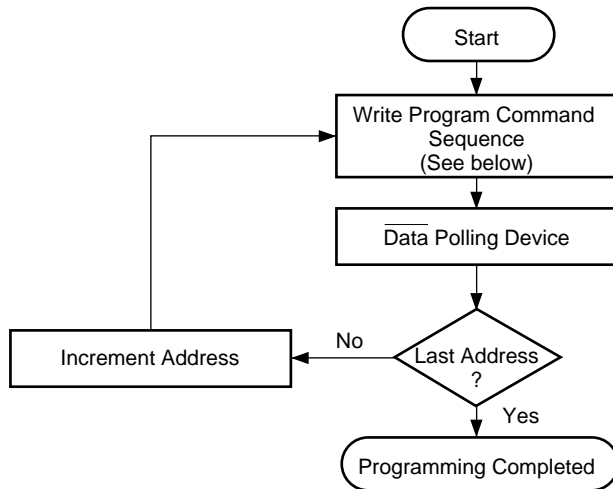 Start
Write Program Command
Sequence
(See below)
Data Polling Device
Increment Address
No
Last Address
?
Yes
Programming Completed